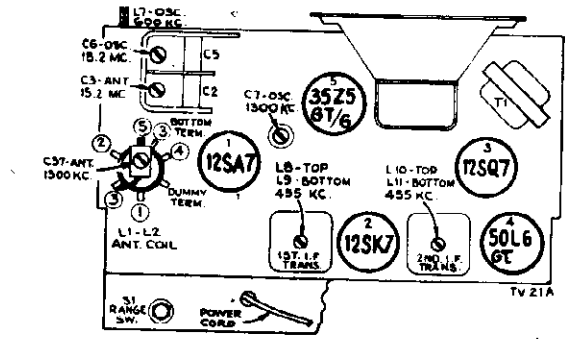 L7-OSC.
600 KC.
C6-OSC.
15.2 MC.
C5
C3-ANT.
15.2 MC.
C2
C7-OSC.
1300 KC.
5
35Z5
GT/G
T1
BOTTOM
TERM.
2
5
3
4
C37-ANT.
1300 KC.
3
1
DUMMY
TERM.
L1-L2
ANT. COIL
1
12SA7
1
L8-TOP
L9-BOTTOM
455 KC.
L10-TOP
L11-BOTTOM
455 KC.
3
12SQ7
1ST. I.F
TRANS.
2
12SK7
2ND. I.F
TRANS.
4
50L6
GT
TV 21A
S1
RANGE
SW.
POWER
CORD